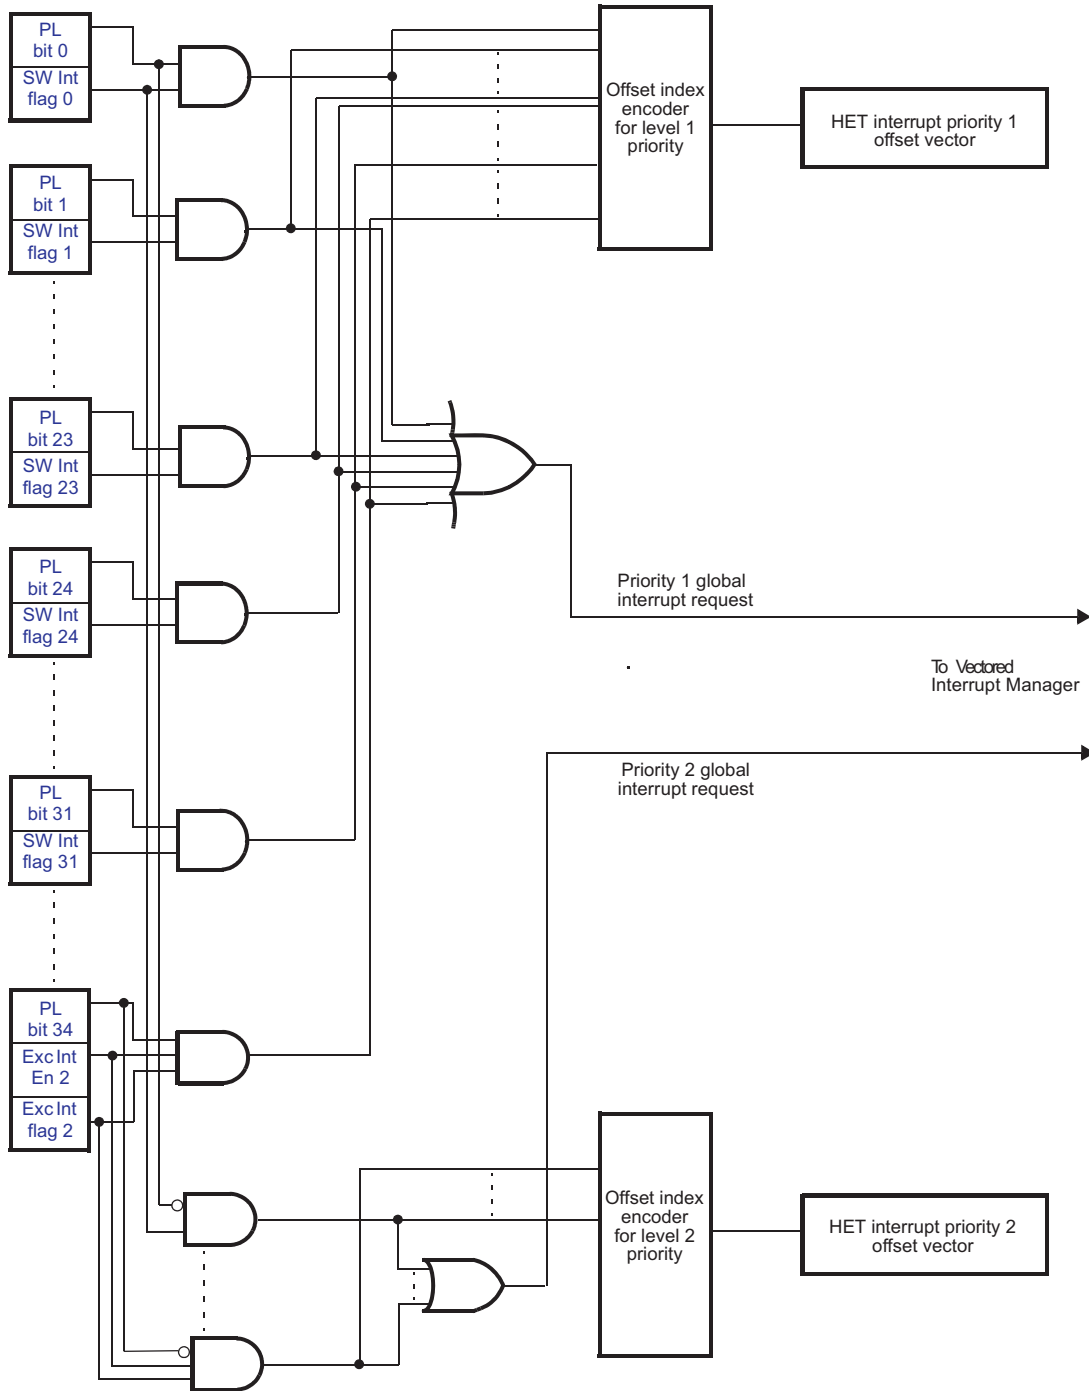 PL
bit 0
SW Int
flag 0
Offset index
encoder
for level 1
priority
HET interrupt priority 1
offset vector
PL
bit 1
SW Int
flag 1
PL
bit 23
SW Int
flag 23
PL
bit 24
SW Int
flag 24
Priority 1 global
interrupt request
To Vectored
Interrupt Manager
Priority 2 global
interrupt request
PL
bit 31
SW Int
flag 31
PL
bit 34
Exc Int
En 2
Exc Int
flag 2
Offset index
encoder
for level 2
priority
HET interrupt priority 2
offset vector